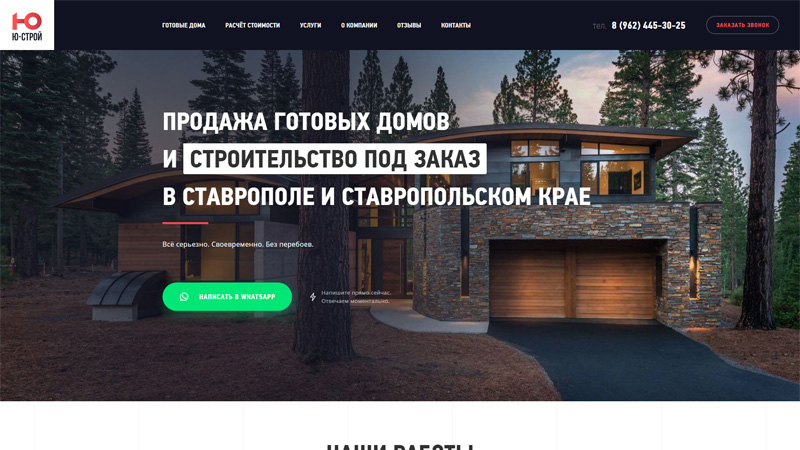 Ю-СТРОЙ
ГОТОВЫЕ ДОМА
РАСЧЁТ СТОИМОСТИ
УСЛУГИ
О КОМПАНИИ
ОТЗЫВЫ
КОНТАКТЫ
тел. 8 (962) 445-30-25
ЗАКАЗАТЬ ЗВОНОК
ПРОДАЖА ГОТОВЫХ ДОМОВ
И СТРОИТЕЛЬСТВО ПОД ЗАКАЗ
В СТАВРОПОЛЕ И СТАВРОПОЛЬСКОМ КРАЕ
Всё серьезно. Своевременно. Без перебоев.
НАПИСАТЬ В WHATSAPP
Напишите прямо сейчас.
Отвечаем моментально.
НАШИ РАБОТЫ